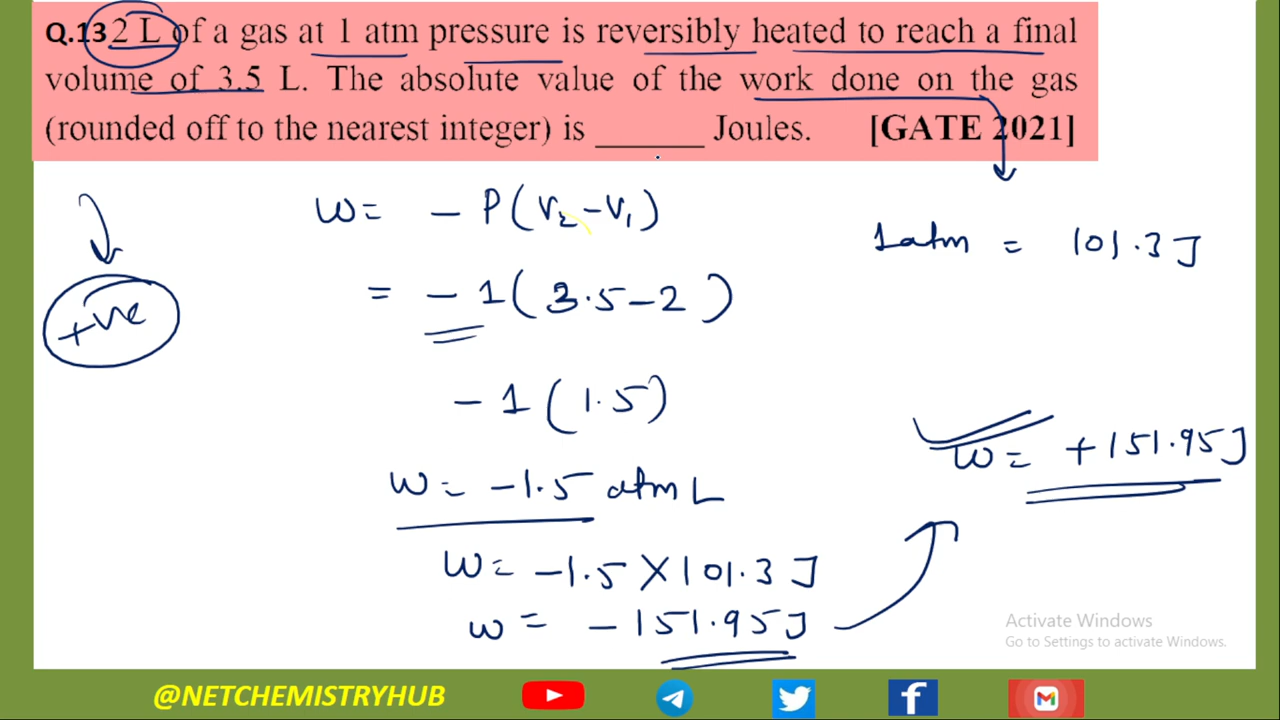 Q.13 2 L of a gas at 1 atm pressure is reversibly heated to reach a final
volume of 3.5 L. The absolute value of the work done on the gas
(rounded off to the nearest integer) is ______ Joules. [GATE 2021]
W = - P(V₂-V₁)
1 atm = 101.3 J
= - 1(3.5-2)
+ve
- 1(1.5)
W = + 151.95J
W = -1.5 atm L
W = -1.5 X 101.3 J
W = - 151.95J
Activate Windows
Go to Settings to activate Windows.
@NETCHEMISTRYHUB